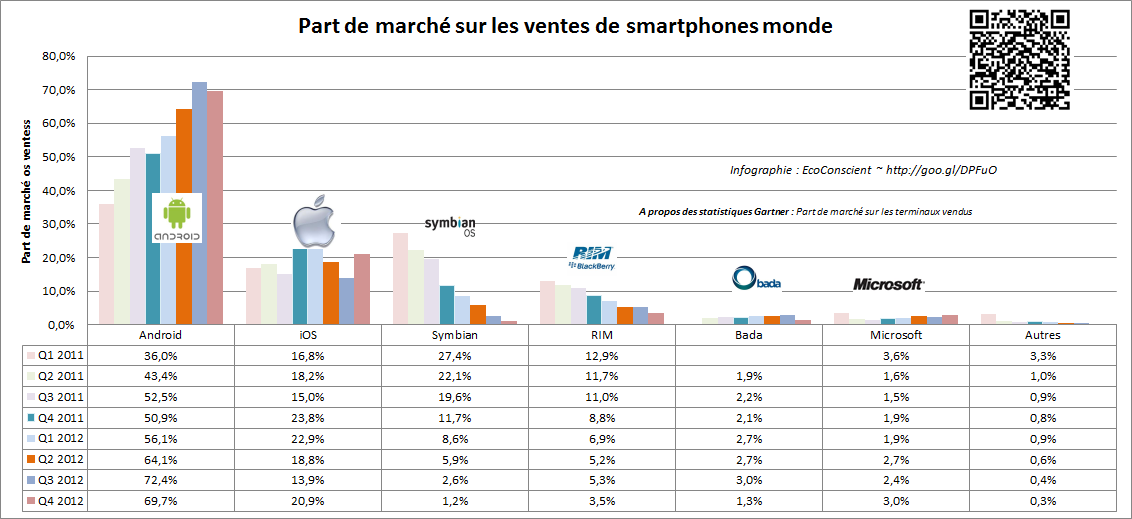 Part de marché sur les ventes de smartphones monde
80,0%
70,0%
60,0%
50,0%
40,0%
30,0%
20,0%
10,0%
0,0%
Part de marché os ventess
Infographie : EcoConscient ~ http://goo.gl/DPFuO
A propos des statistiques Gartner : Part de marché sur les terminaux vendus
ANDROID
symbian
OS
RIM
BlackBerry
bada
Microsoft
Android iOS Symbian RIM Bada Microsoft Autres
Q1 2011 36,0% 16,8% 27,4% 12,9% 3,6% 3,3%
Q2 2011 43,4% 18,2% 22,1% 11,7% 1,9% 1,6% 1,0%
Q3 2011 52,5% 15,0% 19,6% 11,0% 2,2% 1,5% 0,9%
Q4 2011 50,9% 23,8% 11,7% 8,8% 2,1% 1,9% 0,8%
Q1 2012 56,1% 22,9% 8,6% 6,9% 2,7% 1,9% 0,9%
Q2 2012 64,1% 18,8% 5,9% 5,2% 2,7% 2,7% 0,6%
Q3 2012 72,4% 13,9% 2,6% 5,3% 3,0% 2,4% 0,4%
Q4 2012 69,7% 20,9% 1,2% 3,5% 1,3% 3,0% 0,3%